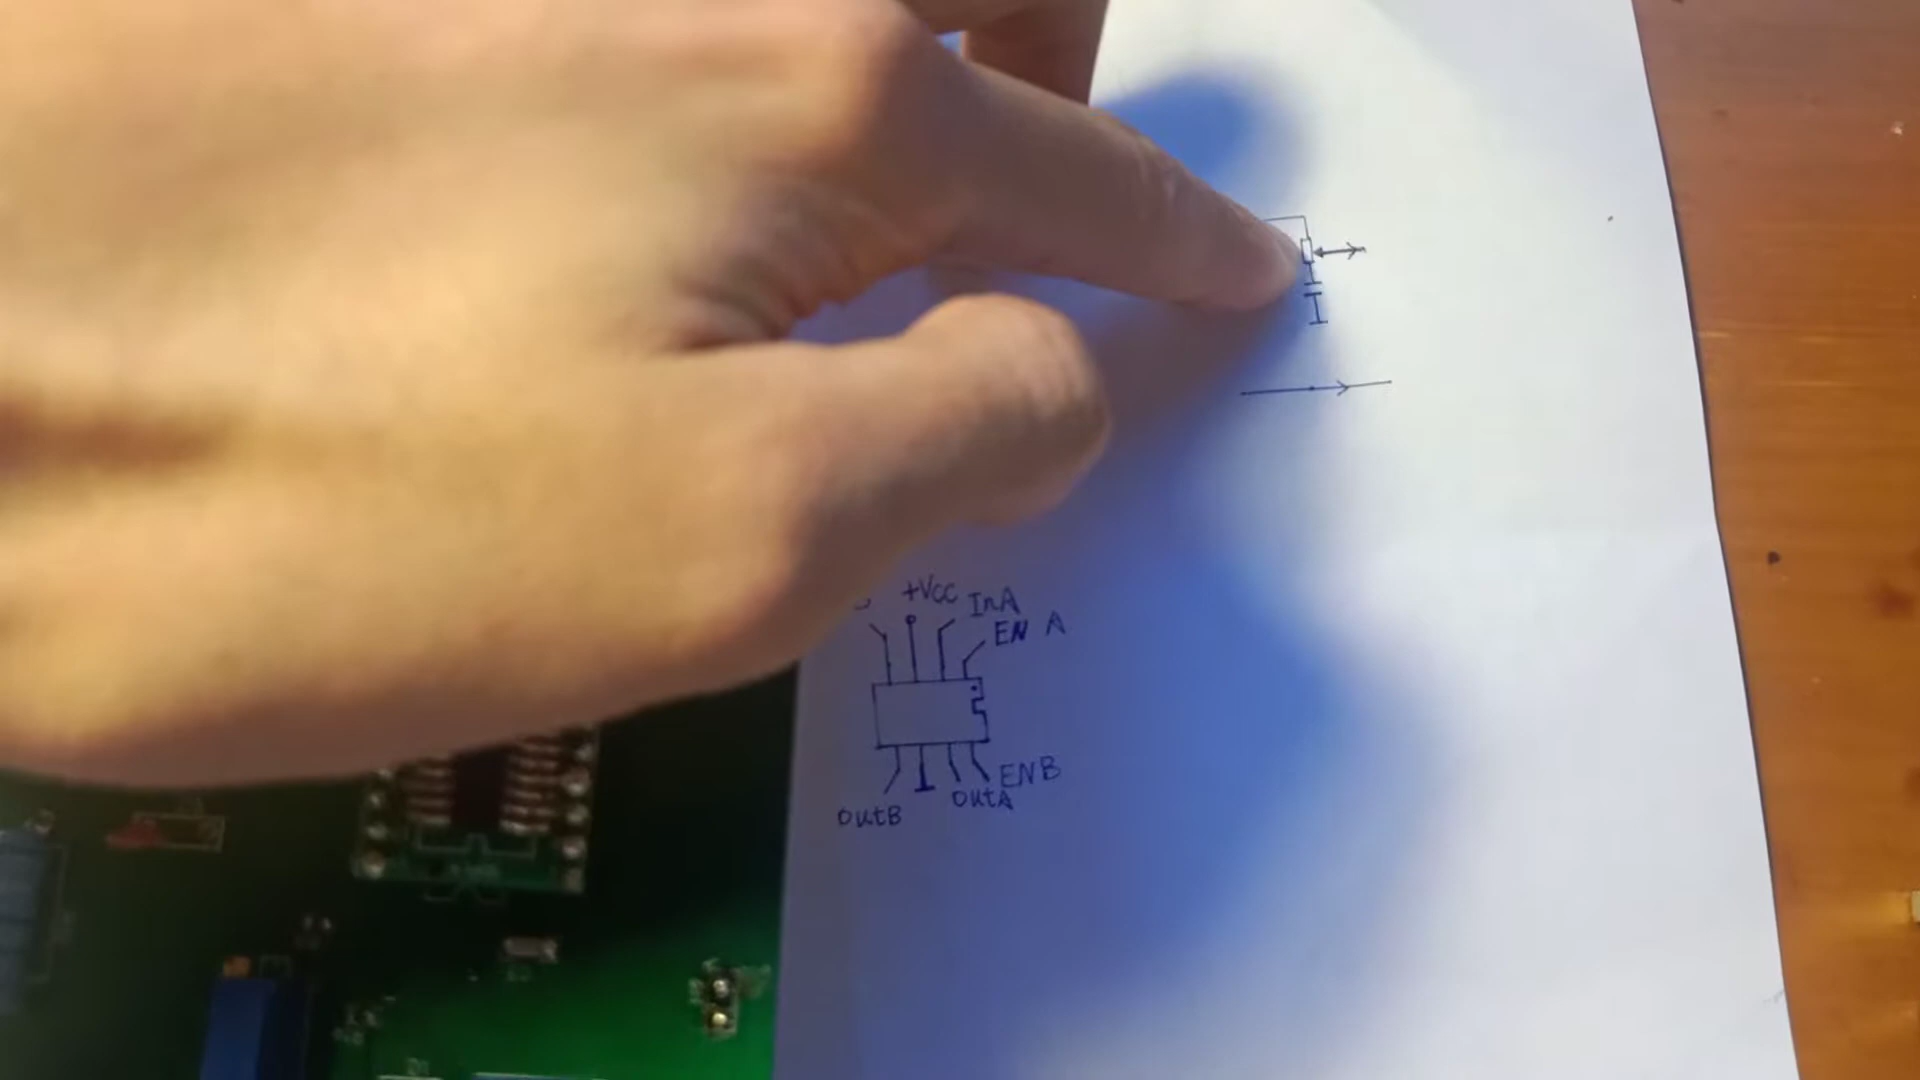 +Vcc
InA
EN A
ENB
OutA
OutB